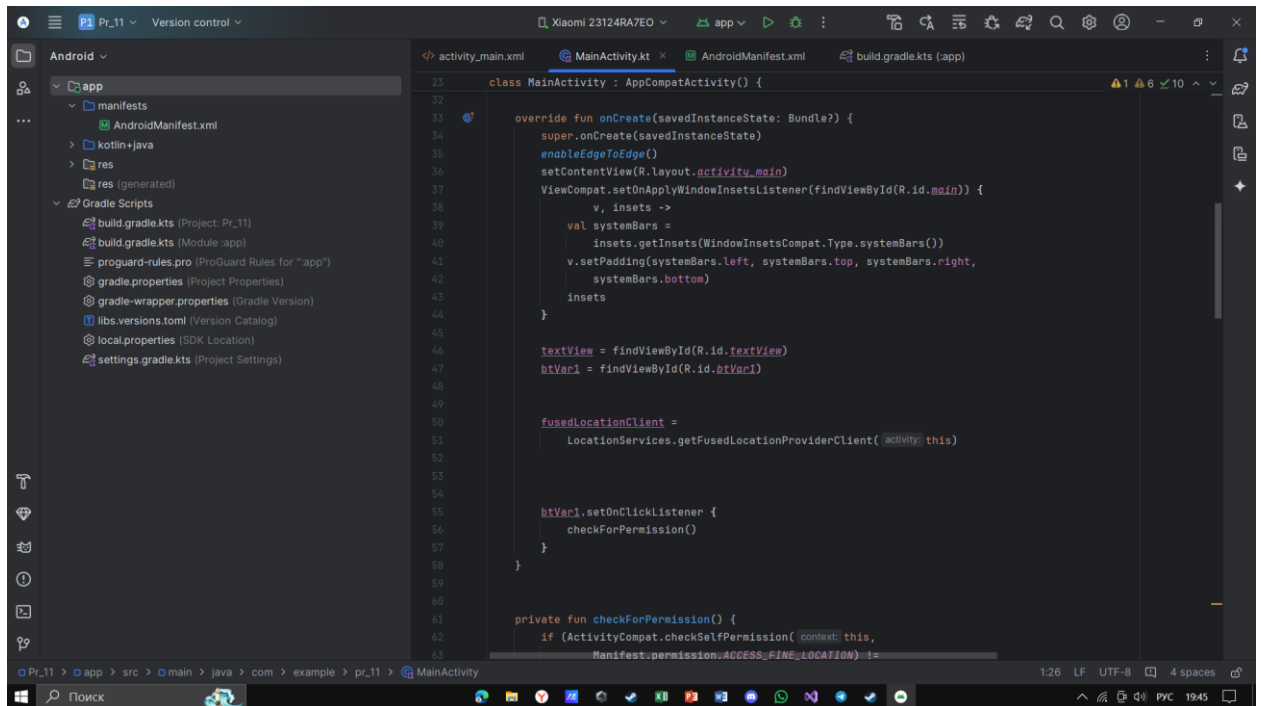 P1 Pr_11 Version control Xiaomi 23124RA7EO app
Android
activity_main.xml MainActivity.kt AndroidManifest.xml build.gradle.kts (:app)
app
manifests
AndroidManifest.xml
kotlin+java
res
res (generated)
Gradle Scripts
build.gradle.kts (Project: Pr_11)
build.gradle.kts (Module :app)
proguard-rules.pro (ProGuard Rules for ":app")
gradle.properties (Project Properties)
gradle-wrapper.properties (Gradle Version)
libs.versions.toml (Version Catalog)
local.properties (SDK Location)
settings.gradle.kts (Project Settings)
23 class MainActivity : AppCompatActivity() { 1 6 10
32
33 override fun onCreate(savedInstanceState: Bundle?) {
34 super.onCreate(savedInstanceState)
35 enableEdgeToEdge()
36 setContentView(R.layout.activity_main)
37 ViewCompat.setOnApplyWindowInsetsListener(findViewById(R.id.main)) {
38 v, insets ->
39 val systemBars =
40 insets.getInsets(WindowInsetsCompat.Type.systemBars())
41 v.setPadding(systemBars.left, systemBars.top, systemBars.right,
42 systemBars.bottom)
43 insets
44 }
45
46 textView = findViewById(R.id.textView)
47 btVar1 = findViewById(R.id.btVar1)
48
49
50 fusedLocationClient =
51 LocationServices.getFusedLocationProviderClient( activity: this)
52
53
54
55 btVar1.setOnClickListener {
56 checkForPermission()
57 }
58 }
59
60
61 private fun checkForPermission() {
62 if (ActivityCompat.checkSelfPermission( context: this,
63 Manifest.permission.ACCESS_FINE_LOCATION) !=
Pr_11 > app > src > main > java > com > example > pr_11 > MainActivity 1:26 LF UTF-8 4 spaces
Поиск РУС 19:45